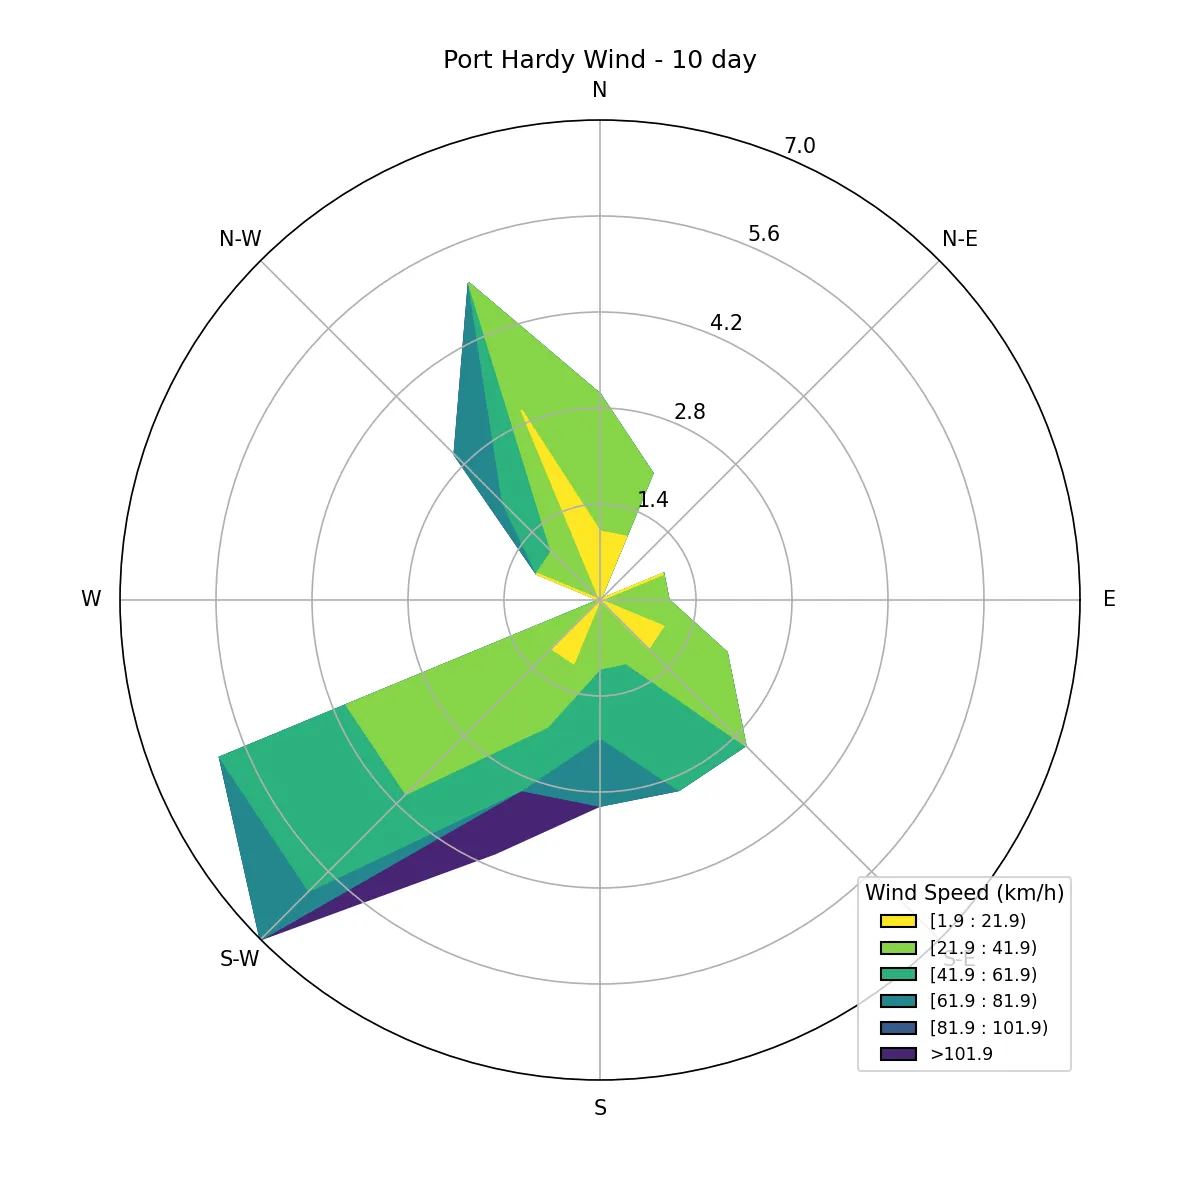 Port Hardy Wind - 10 day
N
7.0
N-W
5.6
N-E
4.2
2.8
1.4
W
E
S-W
S-E
Wind Speed (km/h)
[1.9 : 21.9)
[21.9 : 41.9)
[41.9 : 61.9)
[61.9 : 81.9)
[81.9 : 101.9)
>101.9
S